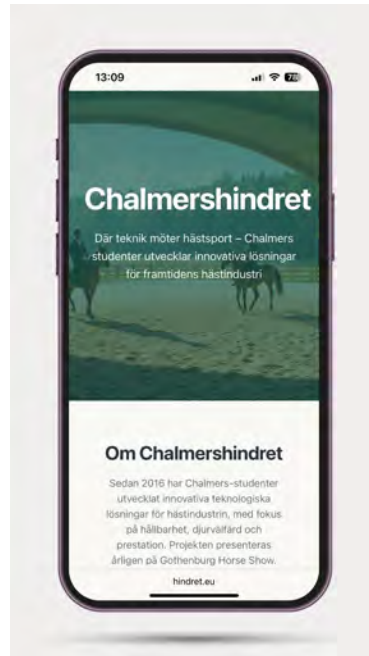 13:09
Chalmershindret
Där teknik möter hästsport – Chalmers
studenter utvecklar innovativa lösningar
för framtidens hästindustri
Om Chalmershindret
Sedan 2016 har Chalmers-studenter
utvecklat innovativa teknologiska
lösningar för hästindustrin, med fokus
på hållbarhet, djurvälfärd och
prestation. Projekten presenteras
årligen på Gothenburg Horse Show.
hindret.eu